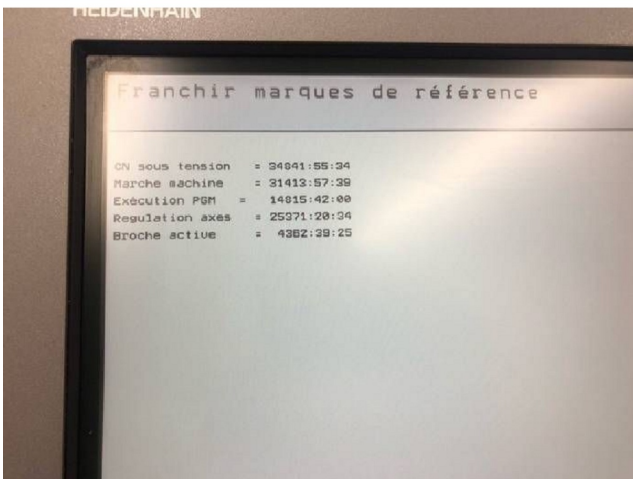 HEIDENHAIN
Franchir marques de référence
CN sous tension = 34841:55:34
Marche machine = 31413:57:39
Exécution PGM = 14815:42:00
Regulation axes = 25371:20:34
Broche active = 4382:39:25